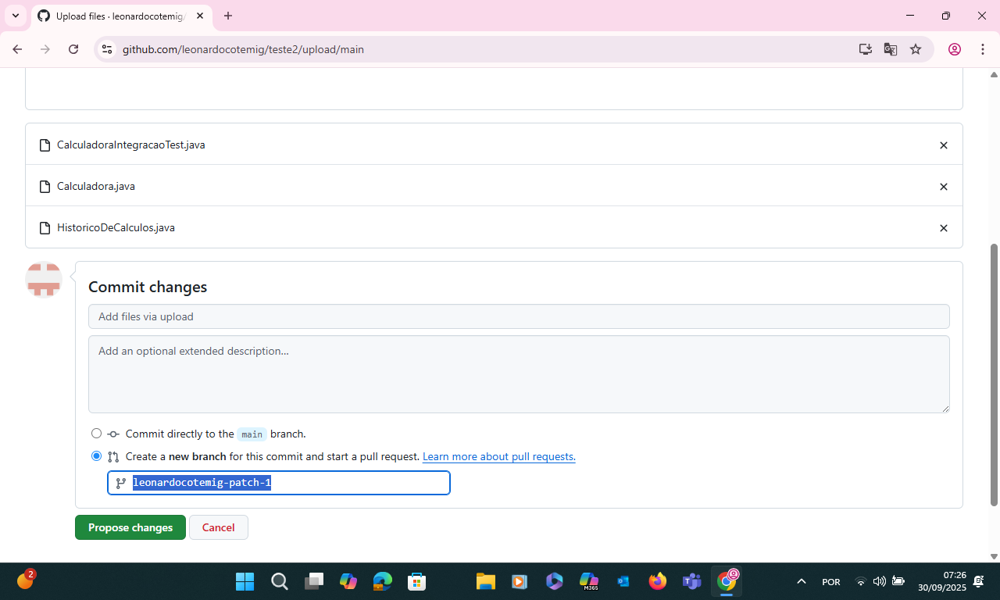 Upload files · leonardocotemig/
github.com/leonardocotemig/teste2/upload/main
CalculadoraIntegracaoTest.java
Calculadora.java
HistoricoDeCalculos.java
Commit changes
Add files via upload
Add an optional extended description...
Commit directly to the main branch.
Create a new branch for this commit and start a pull request. Learn more about pull requests.
leonardocotemig-patch-1
Propose changes
Cancel
2
M365
POR
07:26
30/09/2025